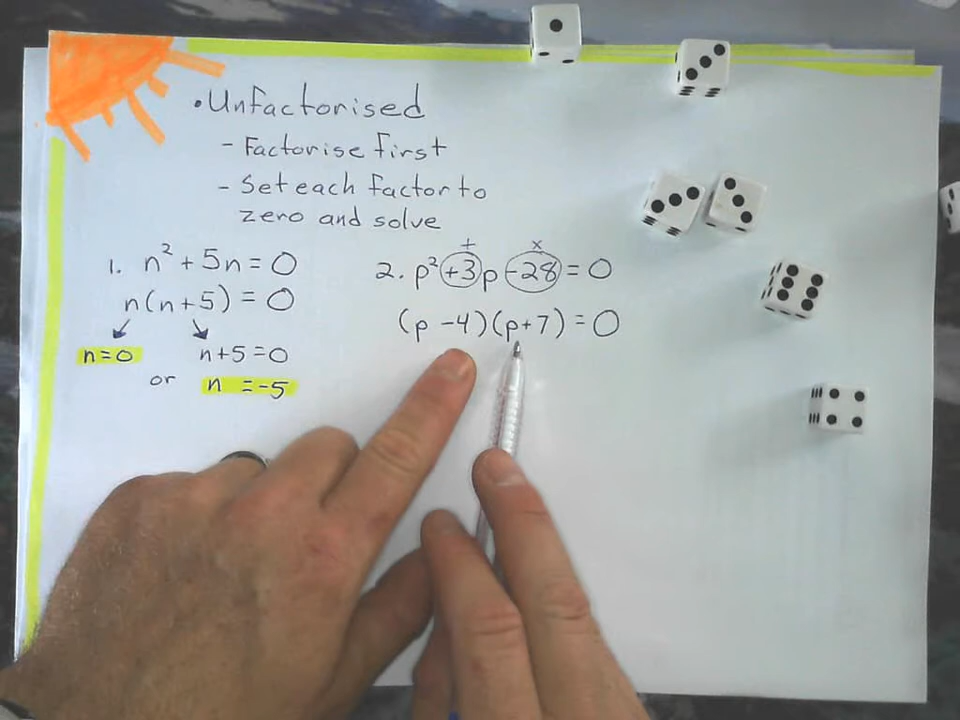 • Unfactorised
- Factorise first
- Set each factor to
zero and solve
1. n² + 5n = 0
n(n+5) = 0
n=0
n+5=0
or n = -5
+ x
2. p² +3p -28 = 0
(p -4)(p+7) = 0